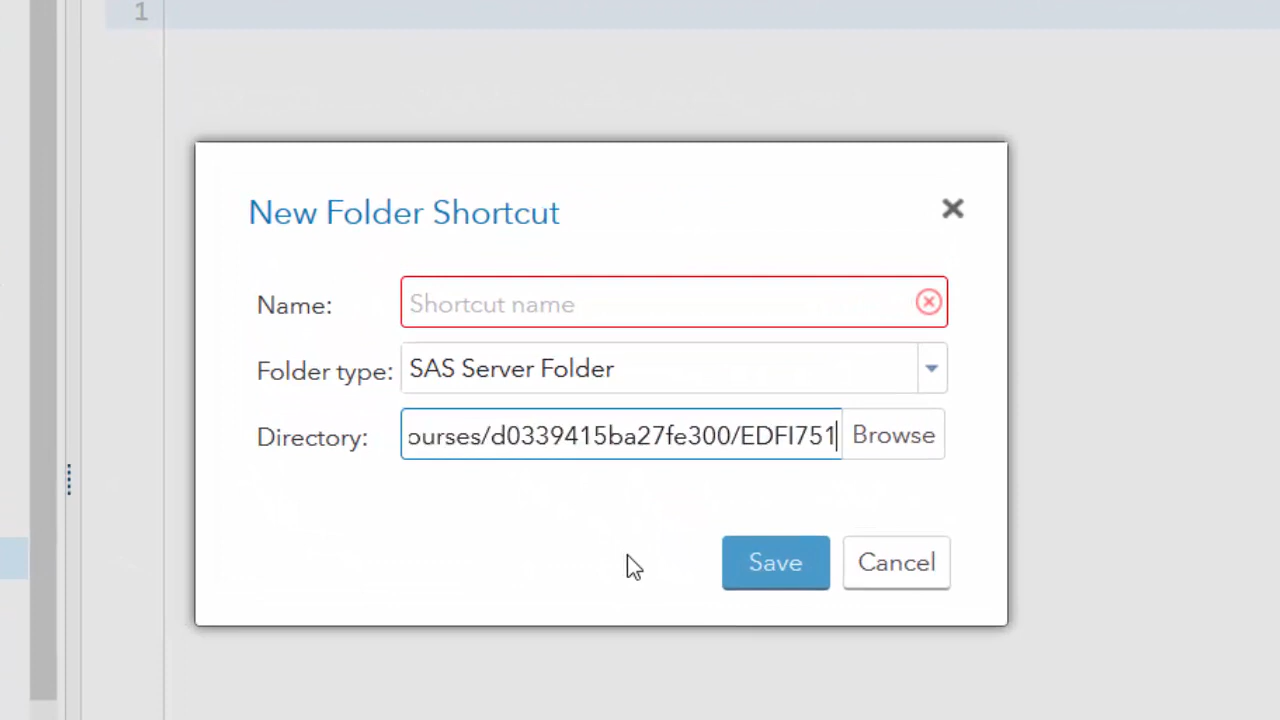 1
New Folder Shortcut
Name: Shortcut name
Folder type: SAS Server Folder
Directory: ourses/d0339415ba27fe300/EDFI751 Browse
Save Cancel